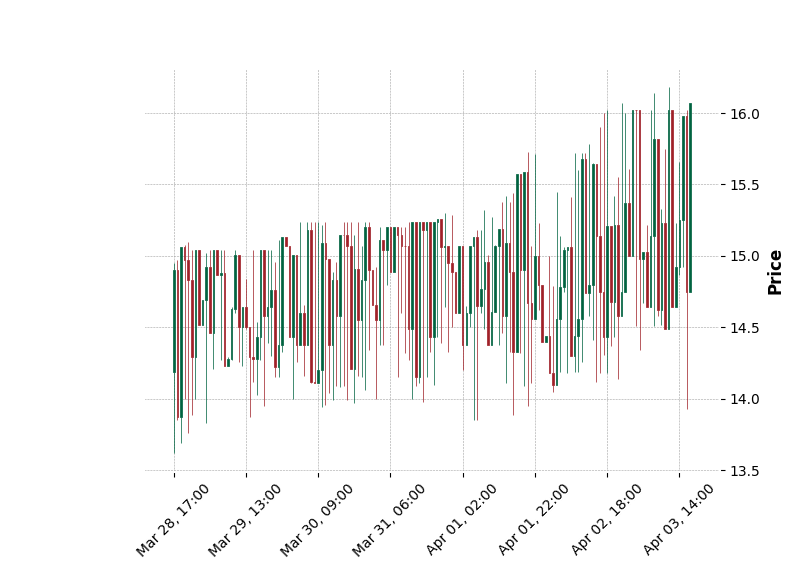 16.0
15.5
15.0
14.5
14.0
13.5
Price
Mar 28, 17:00
Mar 29, 13:00
Mar 30, 09:00
Mar 31, 06:00
Apr 01, 02:00
Apr 01, 22:00
Apr 02, 18:00
Apr 03, 14:00